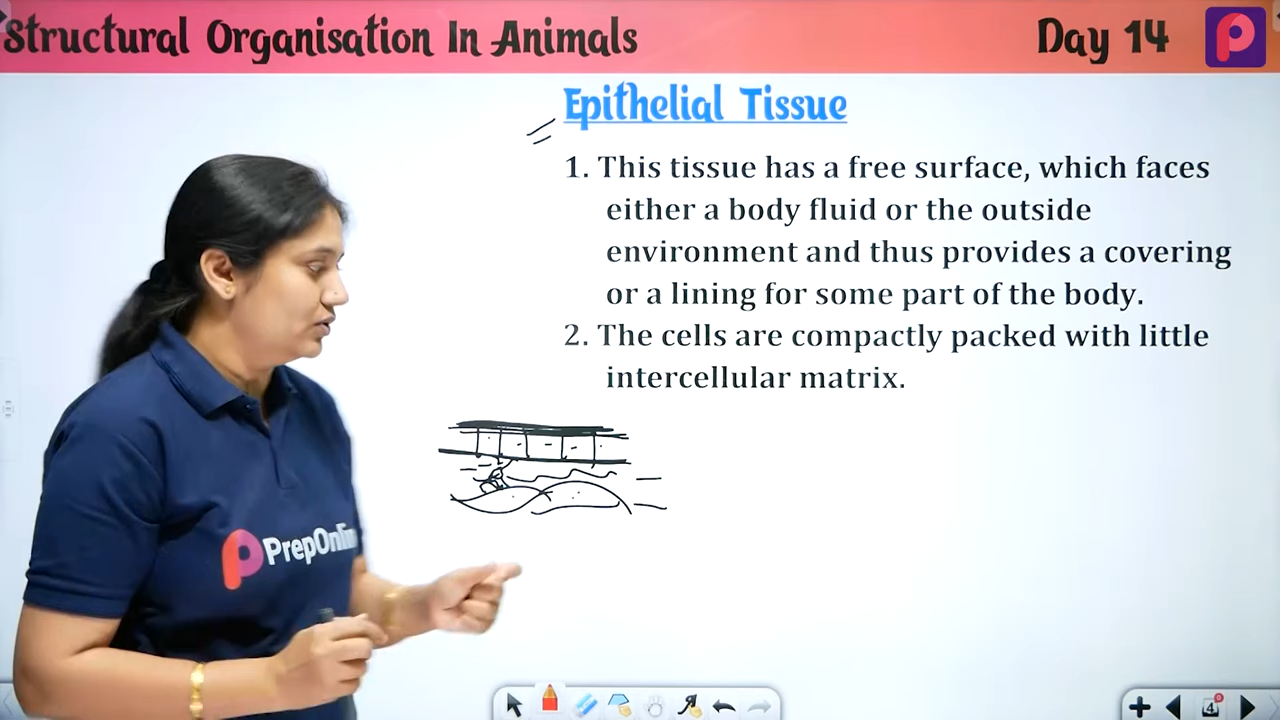 Structural Organisation In Animals
Day 14
Epithelial Tissue
1. This tissue has a free surface, which faces
either a body fluid or the outside
environment and thus provides a covering
or a lining for some part of the body.
2. The cells are compactly packed with little
intercellular matrix.
PrepOnlin
4